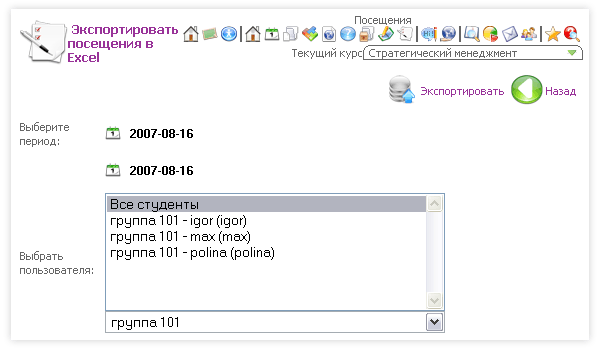 Экспортировать посещения в Excel
Посещения
Текущий курс Стратегический менеджмент
Экспортировать Назад
Выберите период:
2007-08-16
2007-08-16
Выбрать пользователя:
Все студенты
группа 101 - igor (igor)
группа 101 - max (max)
группа 101 - polina (polina)
группа 101